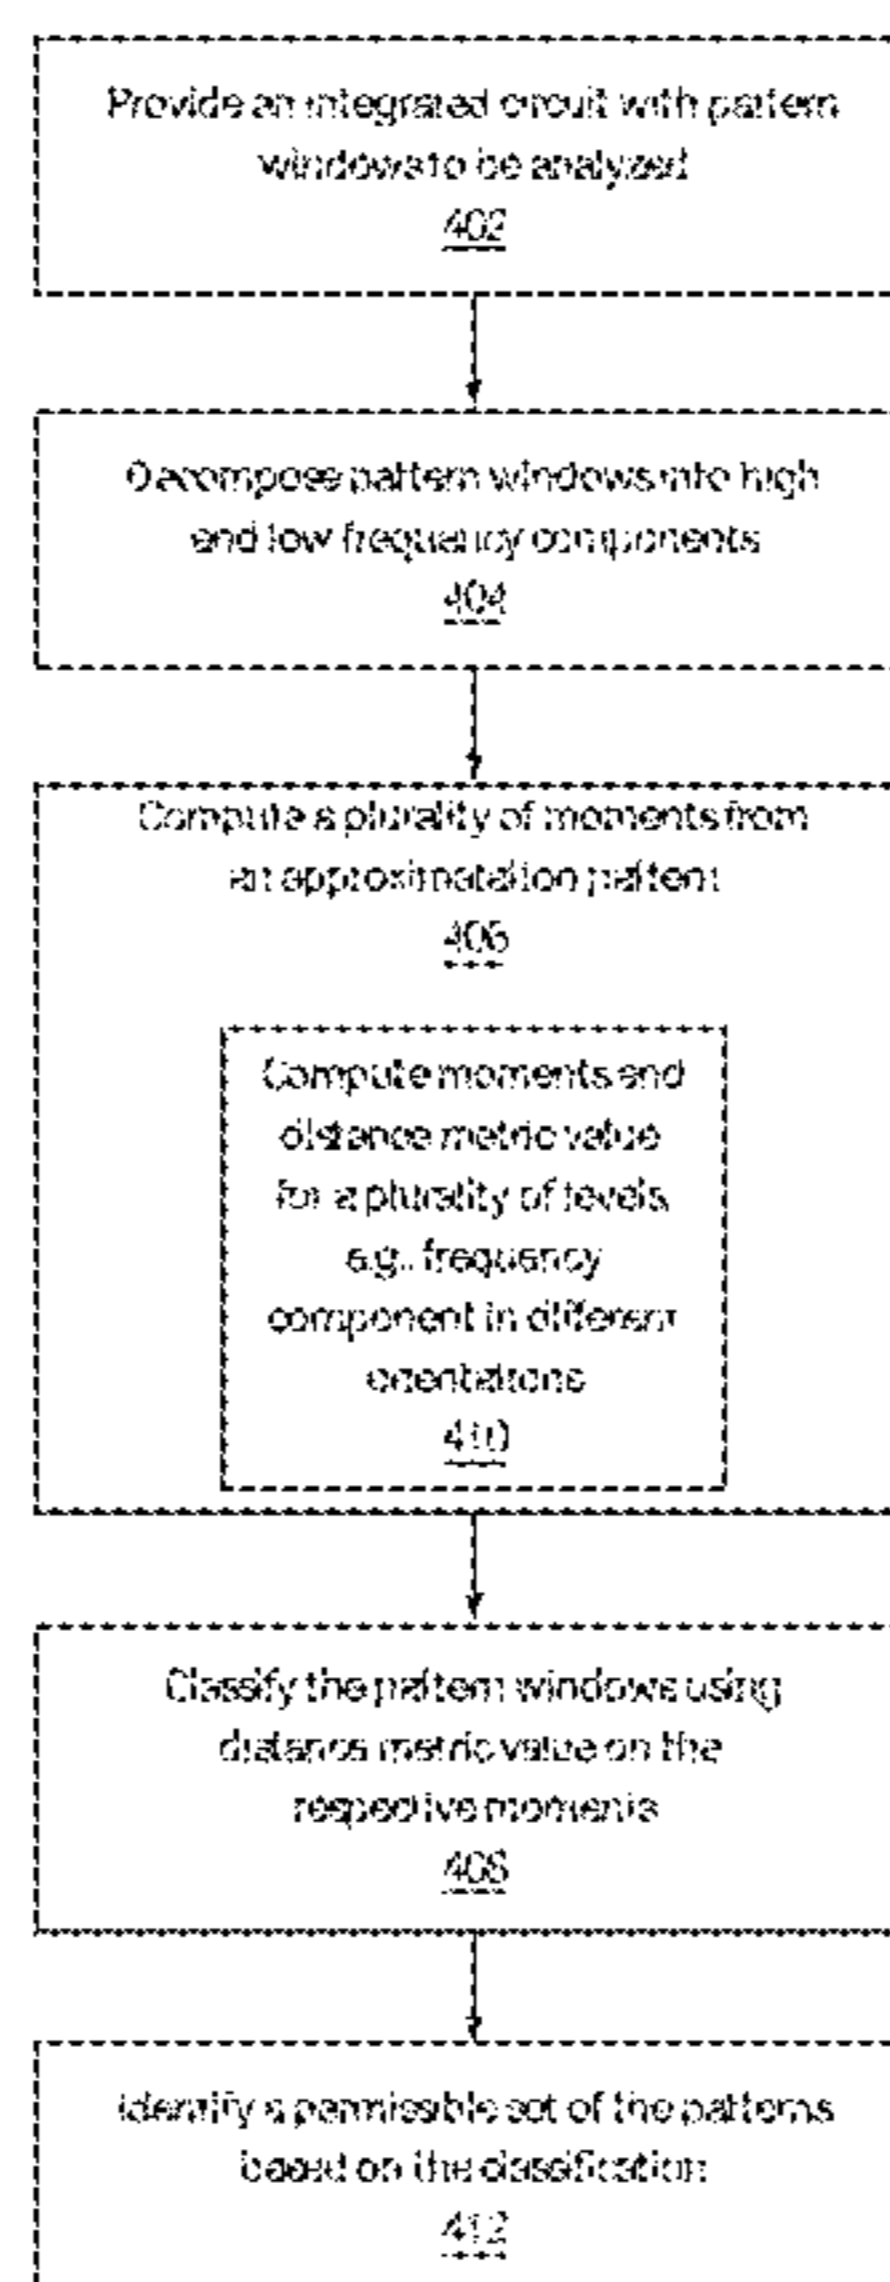 Provide an integrated circuit with pattern
windows to be analyzed
402
Decompose pattern windows into high
and low frequency components
404
Compute a plurality of moments from
an approximatation pattern
406
Compute moments and
distance metric value
for a plurality of levels
e.g., frequency
component in different
orientations
410
Classify the pattern windows using
distance metric value on the
respective moments
408
Identify a permissible set of the patterns
based on the classification
412